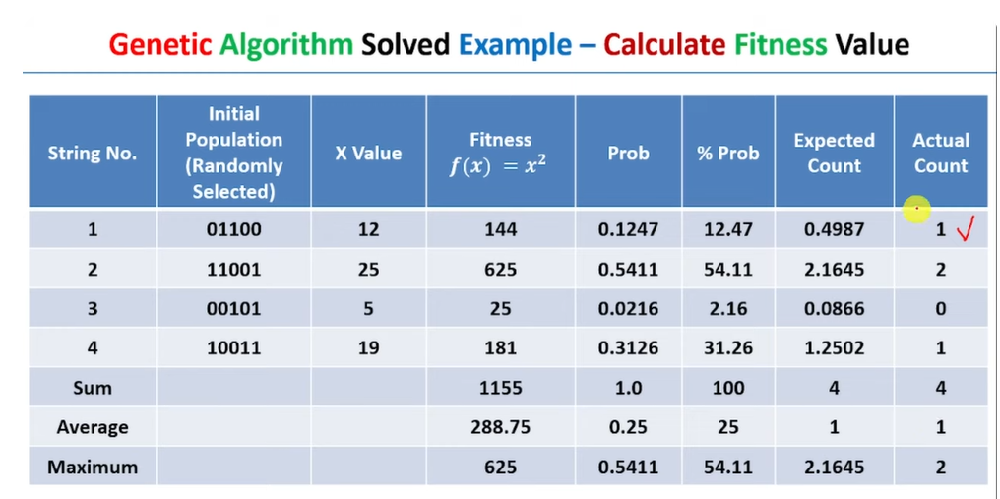 Genetic Algorithm Solved Example – Calculate Fitness Value
String No. Initial Population (Randomly Selected) X Value Fitness f(x) = x² Prob % Prob Expected Count Actual Count
1 01100 12 144 0.1247 12.47 0.4987 1
2 11001 25 625 0.5411 54.11 2.1645 2
3 00101 5 25 0.0216 2.16 0.0866 0
4 10011 19 181 0.3126 31.26 1.2502 1
Sum 1155 1.0 100 4 4
Average 288.75 0.25 25 1 1
Maximum 625 0.5411 54.11 2.1645 2